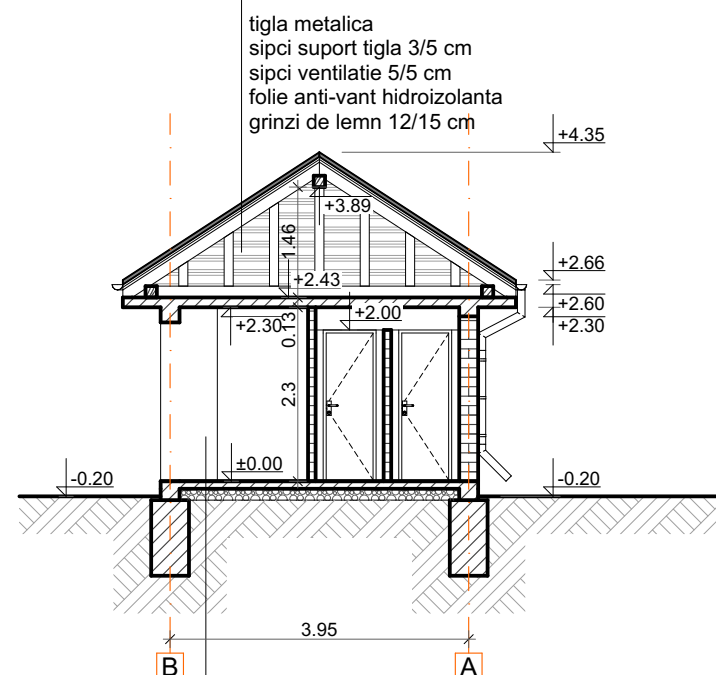 tigla metalica
sipci suport tigla 3/5 cm
sipci ventilatie 5/5 cm
folie anti-vant hidroizolanta
grinzi de lemn 12/15 cm
+4.35
+3.89
1.46
+2.66
+2.43
+2.60
+2.00
+2.30
0.13
+2.30
2.3
±0.00
-0.20
-0.20
3.95
B
A